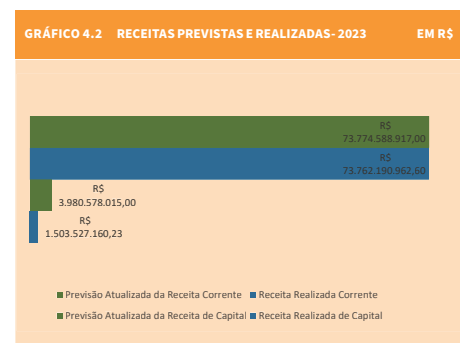 GRÁFICO 4.2 RECEITAS PREVISTAS E REALIZADAS- 2023 EM R$
R$
73.774.588.917,00
R$
73.762.190.962,60
R$
3.980.578.015,00
R$
1.503.527.160,23
Previsão Atualizada da Receita Corrente Receita Realizada Corrente
Previsão Atualizada da Receita de Capital Receita Realizada de Capital